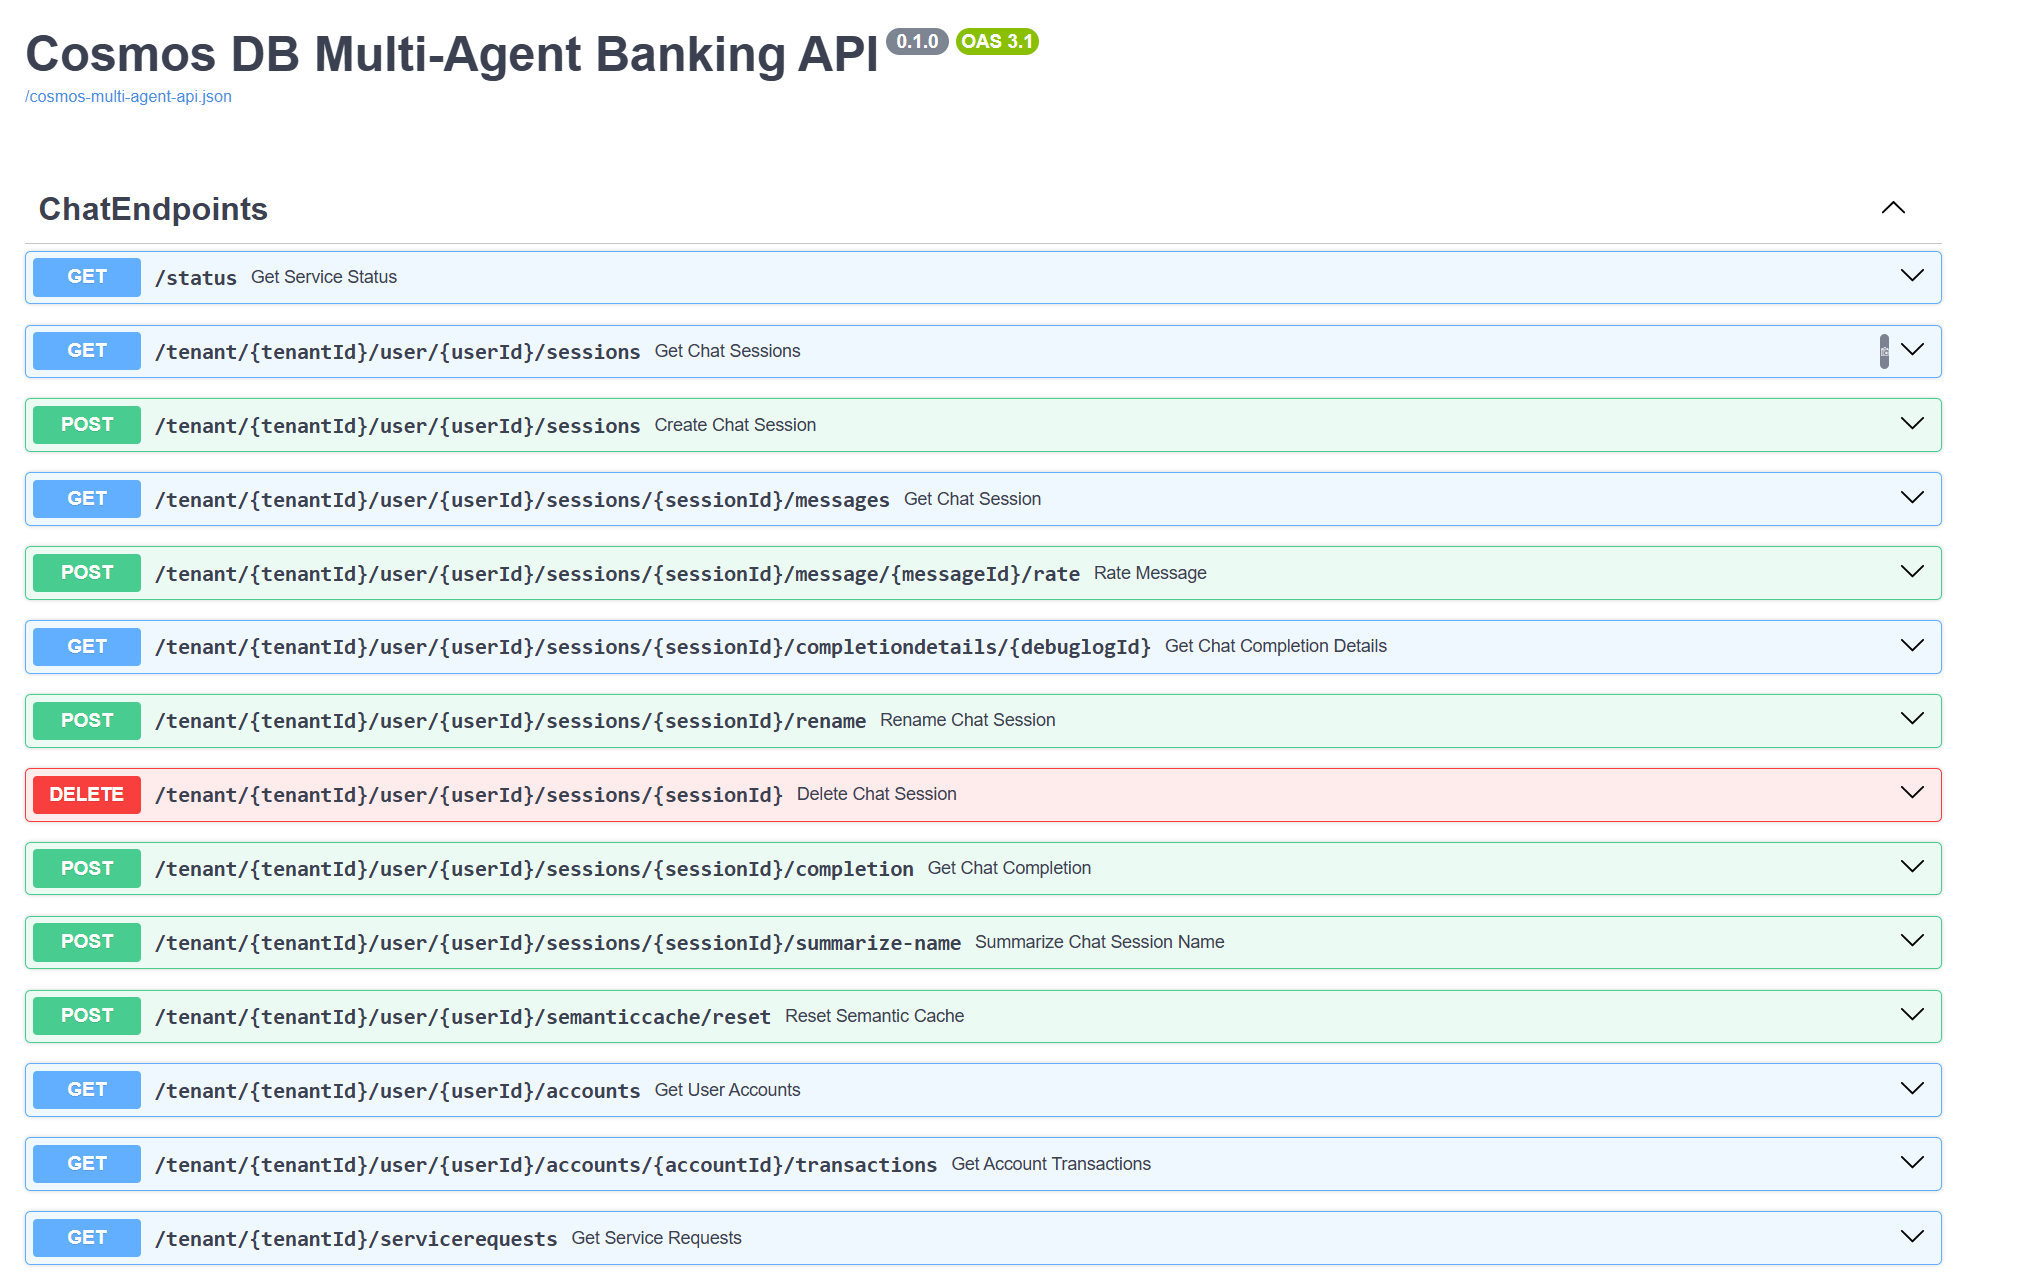 Cosmos DB Multi-Agent Banking API 0.1.0 OAS 3.1
/cosmos-multi-agent-api.json
ChatEndpoints
GET /status Get Service Status
GET /tenant/{tenantId}/user/{userId}/sessions Get Chat Sessions
POST /tenant/{tenantId}/user/{userId}/sessions Create Chat Session
GET /tenant/{tenantId}/user/{userId}/sessions/{sessionId}/messages Get Chat Session
POST /tenant/{tenantId}/user/{userId}/sessions/{sessionId}/message/{messageId}/rate Rate Message
GET /tenant/{tenantId}/user/{userId}/sessions/{sessionId}/completiondetails/{debuglogId} Get Chat Completion Details
POST /tenant/{tenantId}/user/{userId}/sessions/{sessionId}/rename Rename Chat Session
DELETE /tenant/{tenantId}/user/{userId}/sessions/{sessionId} Delete Chat Session
POST /tenant/{tenantId}/user/{userId}/sessions/{sessionId}/completion Get Chat Completion
POST /tenant/{tenantId}/user/{userId}/sessions/{sessionId}/summarize-name Summarize Chat Session Name
POST /tenant/{tenantId}/user/{userId}/semanticcache/reset Reset Semantic Cache
GET /tenant/{tenantId}/user/{userId}/accounts Get User Accounts
GET /tenant/{tenantId}/user/{userId}/accounts/{accountId}/transactions Get Account Transactions
GET /tenant/{tenantId}/servicerequests Get Service Requests